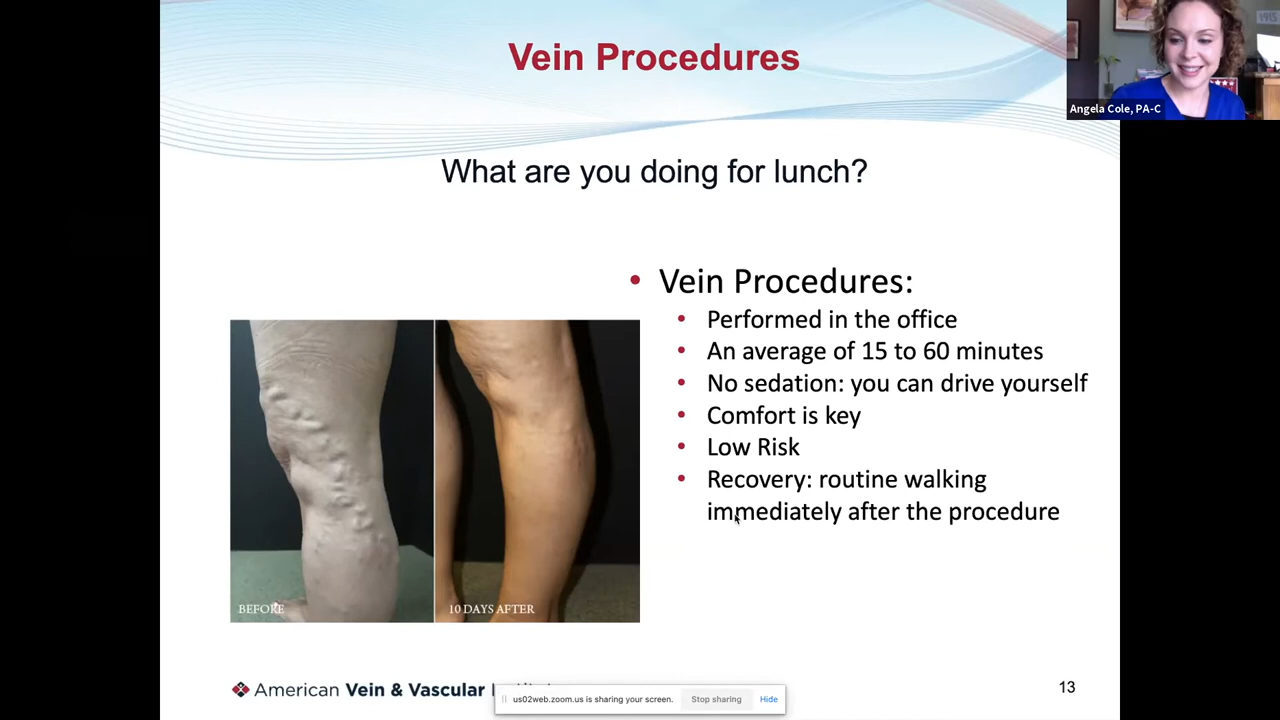 Vein Procedures
Angela Cole, PA-C
What are you doing for lunch?
• Vein Procedures:
• Performed in the office
• An average of 15 to 60 minutes
• No sedation: you can drive yourself
• Comfort is key
• Low Risk
• Recovery: routine walking
immediately after the procedure
BEFORE
10 DAYS AFTER
American Vein & Vascular
us02web.zoom.us is sharing your screen.
Stop sharing
Hide
13